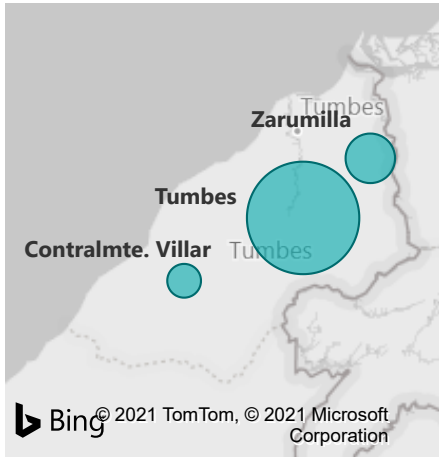 Tumbes
Zarumilla
Tumbes
Contralmte. Villar
Tumbes
Bing
© 2021 TomTom, © 2021 Microsoft
Corporation